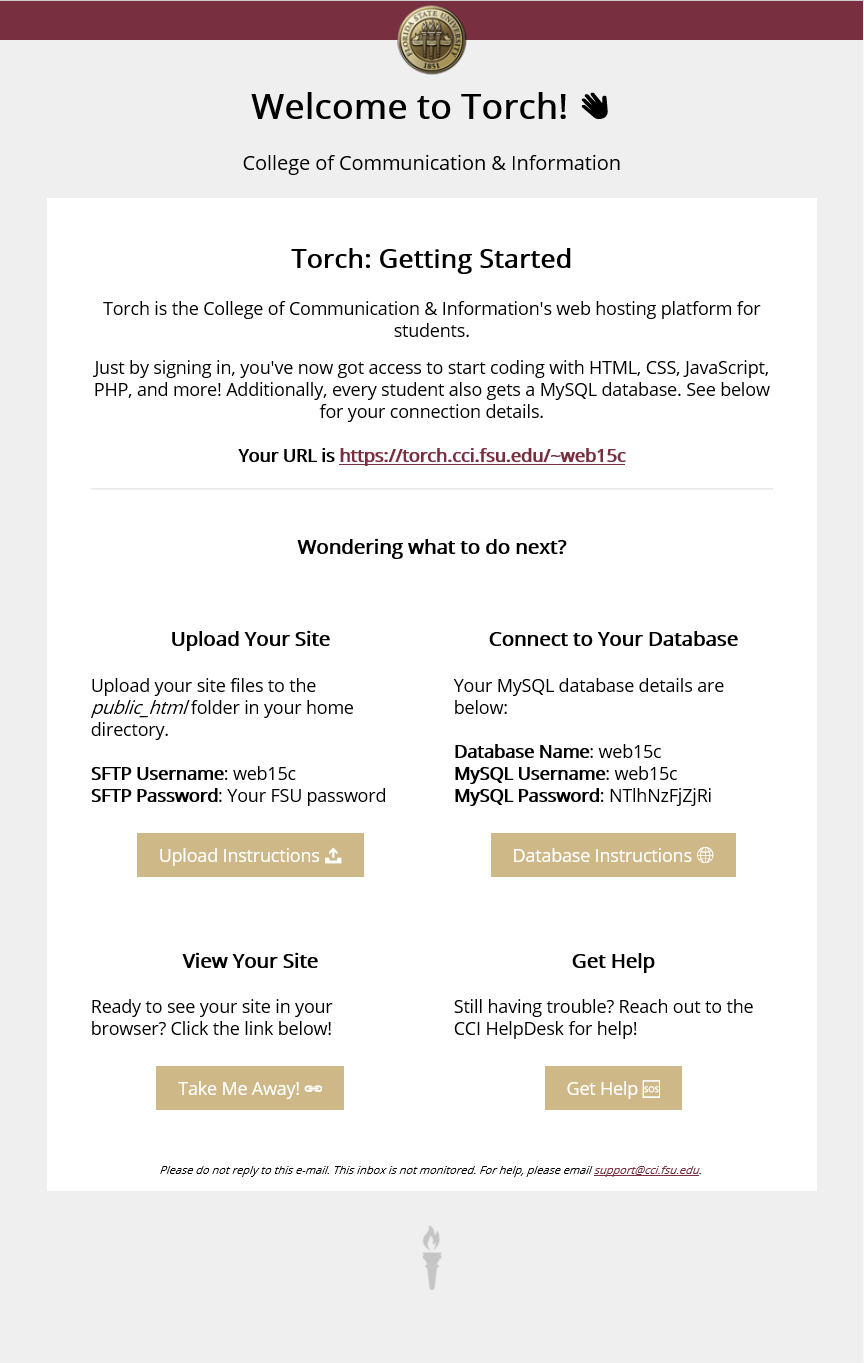 FLORIDA STATE UNIVERSITY
1851
Welcome to Torch!
College of Communication & Information
Torch: Getting Started
Torch is the College of Communication & Information's web hosting platform for
students.
Just by signing in, you've now got access to start coding with HTML, CSS, JavaScript,
PHP, and more! Additionally, every student also gets a MySQL database. See below
for your connection details.
Your URL is https://torch.cci.fsu.edu/~web15c
Wondering what to do next?
Upload Your Site
Upload your site files to the
public_html folder in your home
directory.
SFTP Username: web15c
SFTP Password: Your FSU password
Upload Instructions
Connect to Your Database
Your MySQL database details are
below:
Database Name: web15c
MySQL Username: web15c
MySQL Password: NTlhNzFjZjRi
Database Instructions
View Your Site
Ready to see your site in your
browser? Click the link below!
Take Me Away!
Get Help
Still having trouble? Reach out to the
CCI HelpDesk for help!
Get Help SOS
Please do not reply to this e-mail. This inbox is not monitored. For help, please email support@cci.fsu.edu.